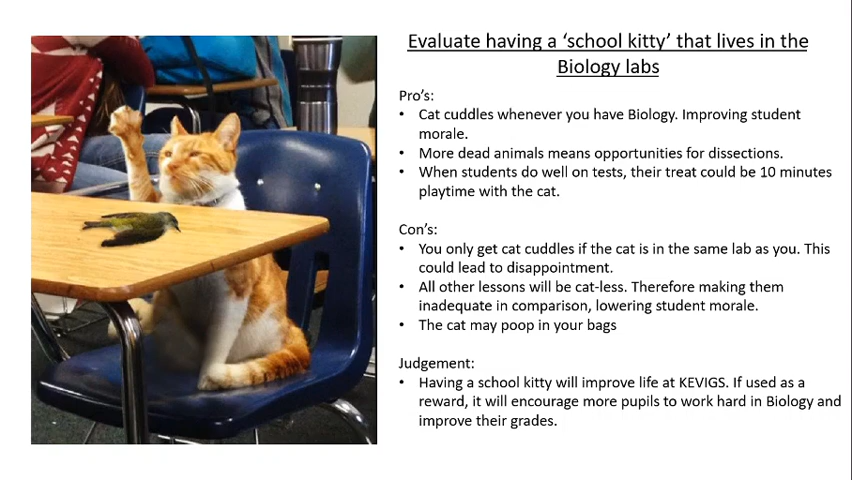 Evaluate having a ‘school kitty’ that lives in the
Biology labs
Pro’s:
• Cat cuddles whenever you have Biology. Improving student
morale.
• More dead animals means opportunities for dissections.
• When students do well on tests, their treat could be 10 minutes
playtime with the cat.
Con’s:
• You only get cat cuddles if the cat is in the same lab as you. This
could lead to disappointment.
• All other lessons will be cat-less. Therefore making them
inadequate in comparison, lowering student morale.
• The cat may poop in your bags
Judgement:
• Having a school kitty will improve life at KEVIGS. If used as a
reward, it will encourage more pupils to work hard in Biology and
improve their grades.